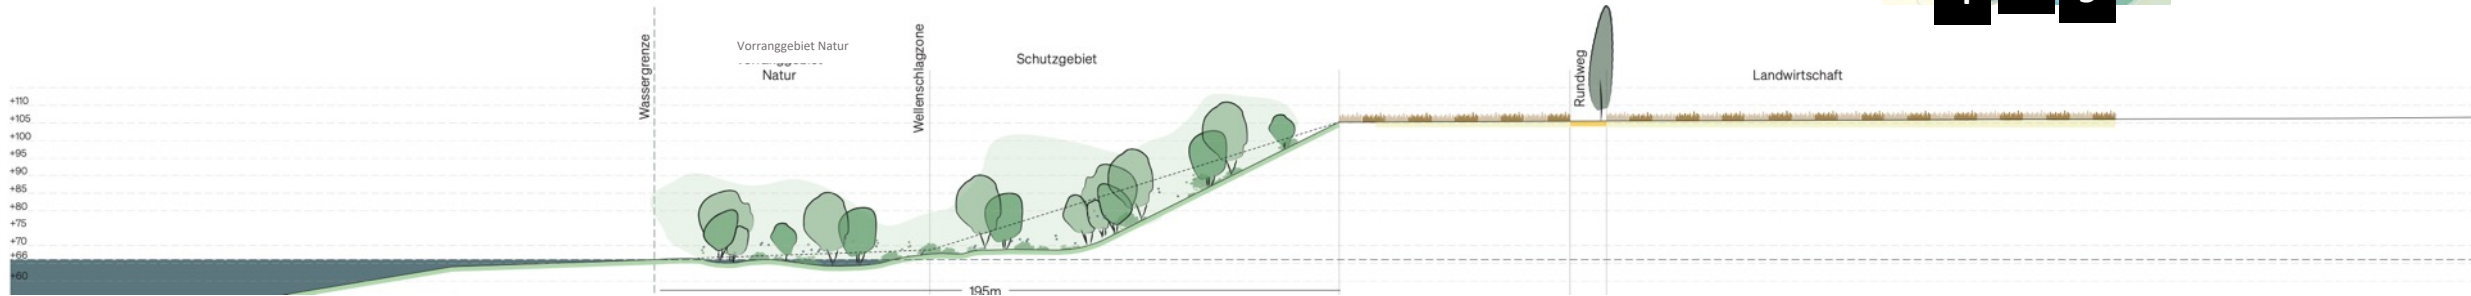 Wassergrenze
Vorranggebiet Natur
Natur
Wellenschlagzone
Schutzgebiet
Rundweg
Landwirtschaft
+110
+105
+100
+95
+90
+85
+80
+75
+70
+66
+60
195m